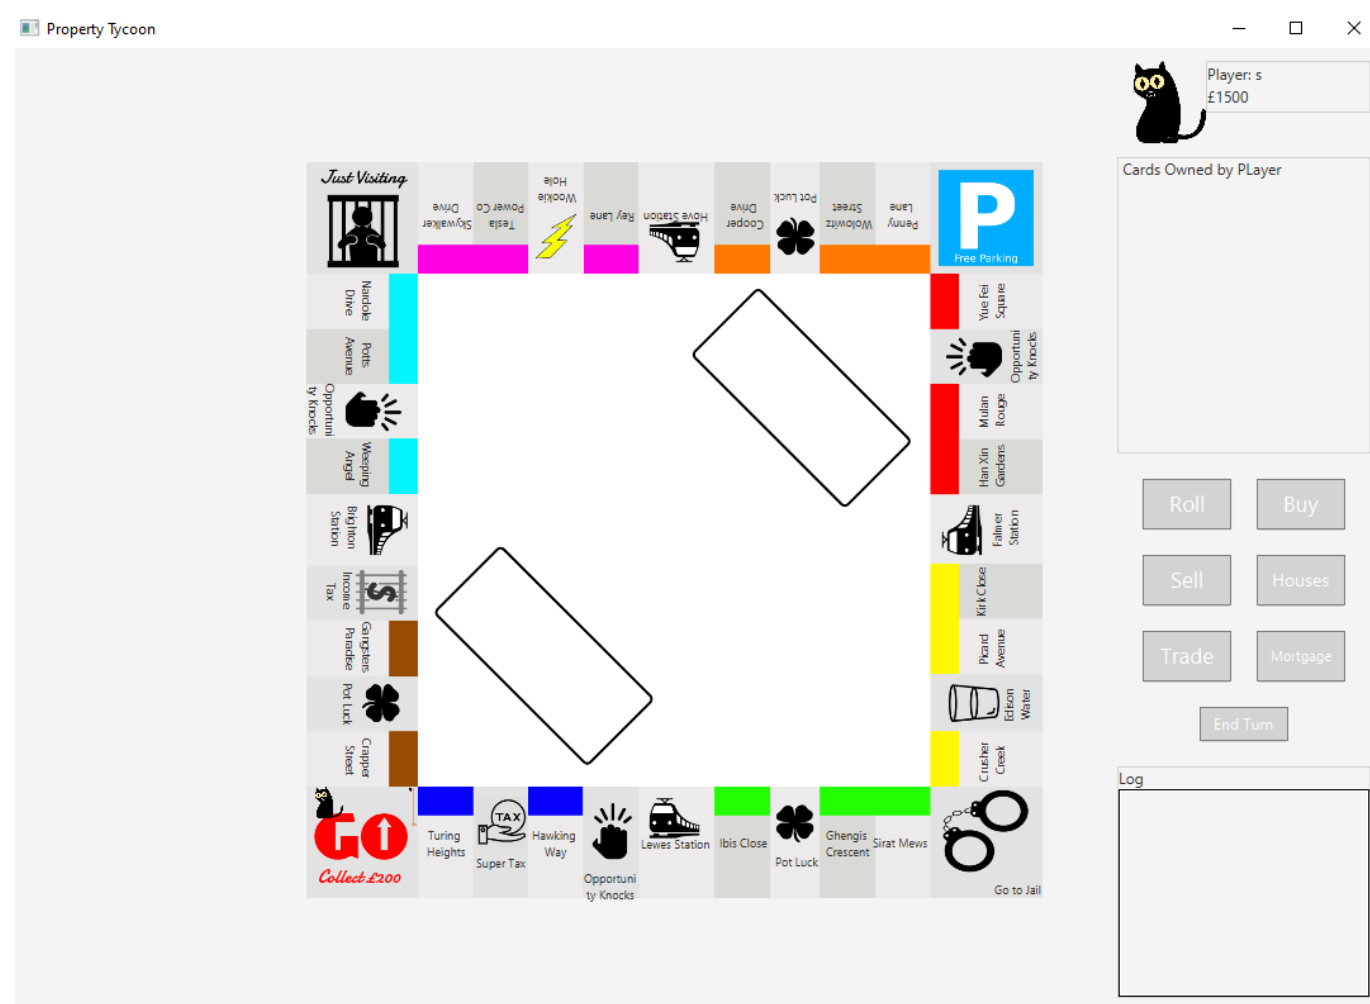 Property Tycoon
Player: s
£1500
Cards Owned by PLayer
Just Visiting
Skywalker
Drive
Tesla
Power Co
Wookie
Hole
Rey Lane
Hove Station
Cooper
Drive
Pot Luck
Wolowitz
Street
Penny
Lane
P
Free Parking
Nardole
Drive
Potts
Avenue
Opportuni
ty Knocks
Weeping
Angel
Brighton
Station
Income
Tax
Gangsters
Paradise
Pot Luck
Crapper
Street
Yue Fei
Square
Opportuni
ty Knocks
Mulan
Rouge
Han Xin
Gardens
Falmer
Station
Kirk Close
Picard
Avenue
Edison
Water
Crusher
Creek
GO
Collect £200
Turing
Heights
TAX
Super Tax
Hawking
Way
Opportuni
ty Knocks
Lewes Station
Ibis Close
Pot Luck
Ghengis
Crescent
Sirat Mews
Go to Jail
Roll
Buy
Sell
Houses
Trade
Mortgage
End Turn
Log